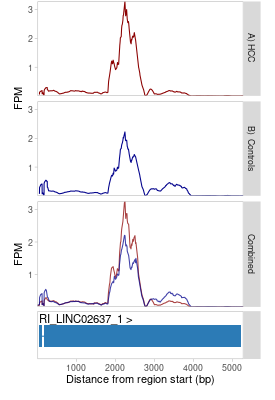 3
2
1
A) HCC
FPM
3
2
1
B) Controls
3
2
1
FPM
Combined
RI_LINC02637_1 >
1000 2000 3000 4000 5000
Distance from region start (bp)